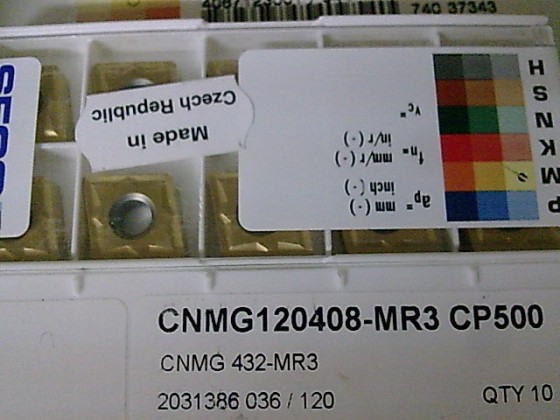 740 37343
SECO
Made in
Czech Republic
P
M
K
N
S
H
ap=
mm (-)
inch (-)
fn=
mm/r (-)
in/r (-)
vc=
CNMG120408-MR3 CP500
CNMG 432-MR3
2031386 036 / 120
QTY 10